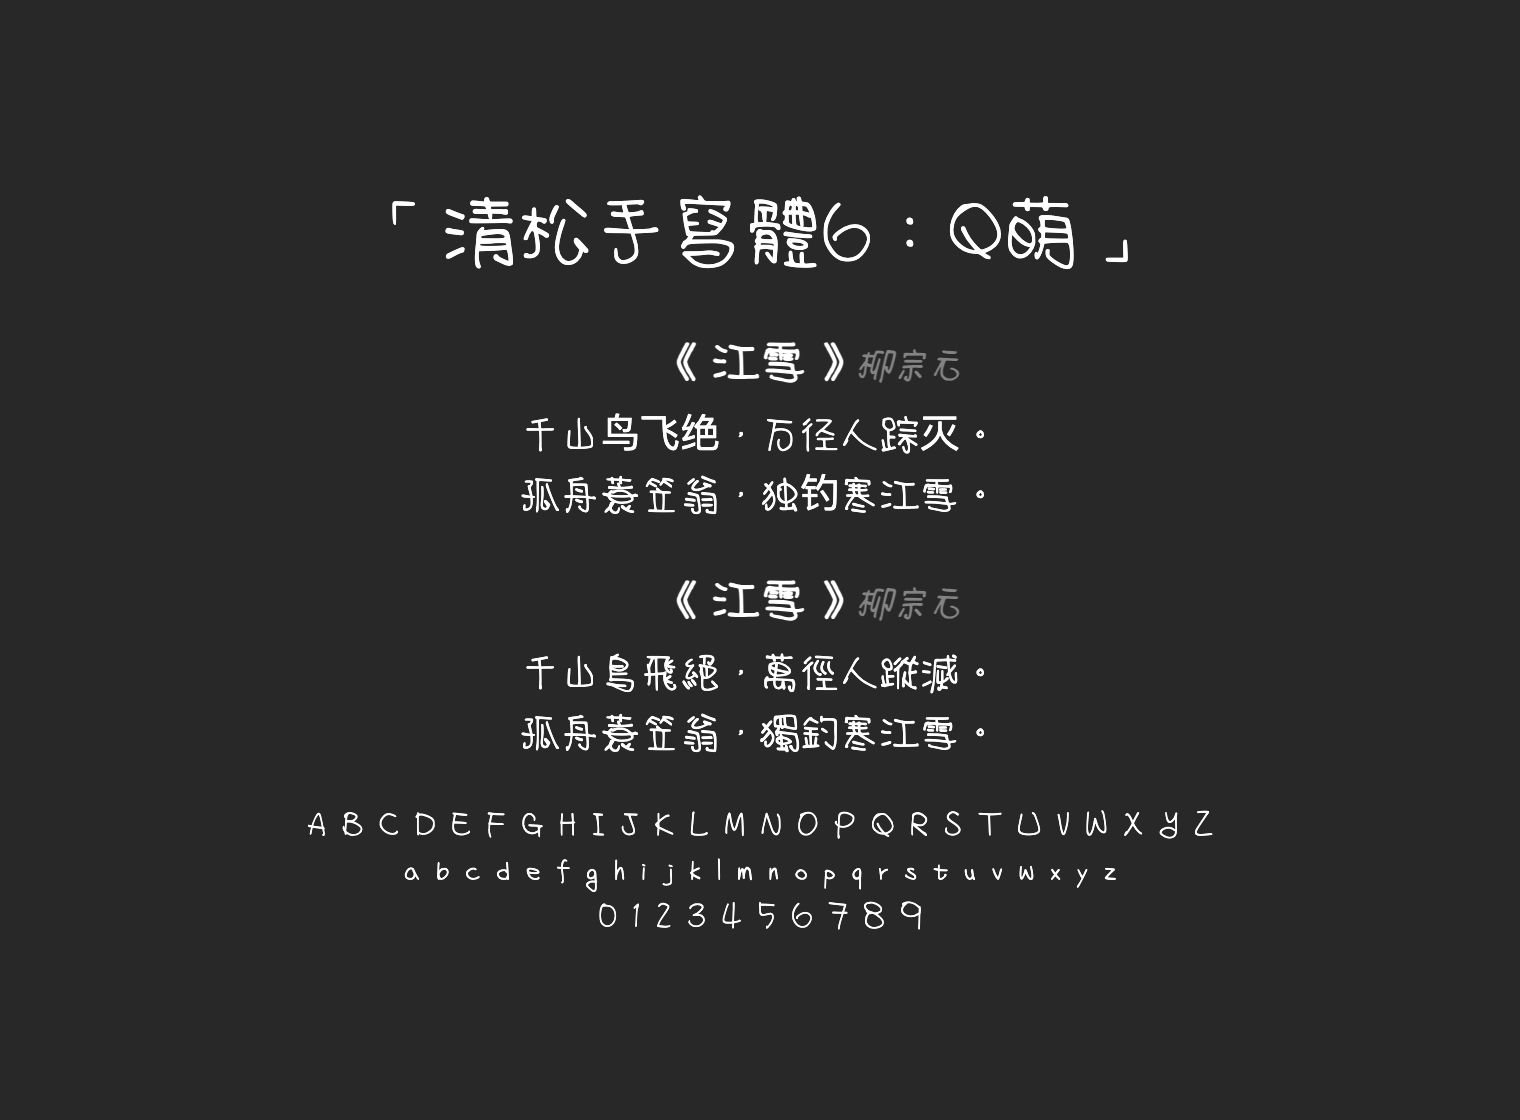 「清松手寫體6：Q萌」
《江雪》柳宗元
千山鸟飞绝，万径人踪灭。
孤舟蓑笠翁，独钓寒江雪。
《江雪》柳宗元
千山鳥飛絕，萬徑人蹤滅。
孤舟蓑笠翁，獨釣寒江雪。
A B C D E F G H I J K L M N O P Q R S T U V W X Y Z
a b c d e f g h i j k l m n o p q r s t u v w x y z
0 1 2 3 4 5 6 7 8 9